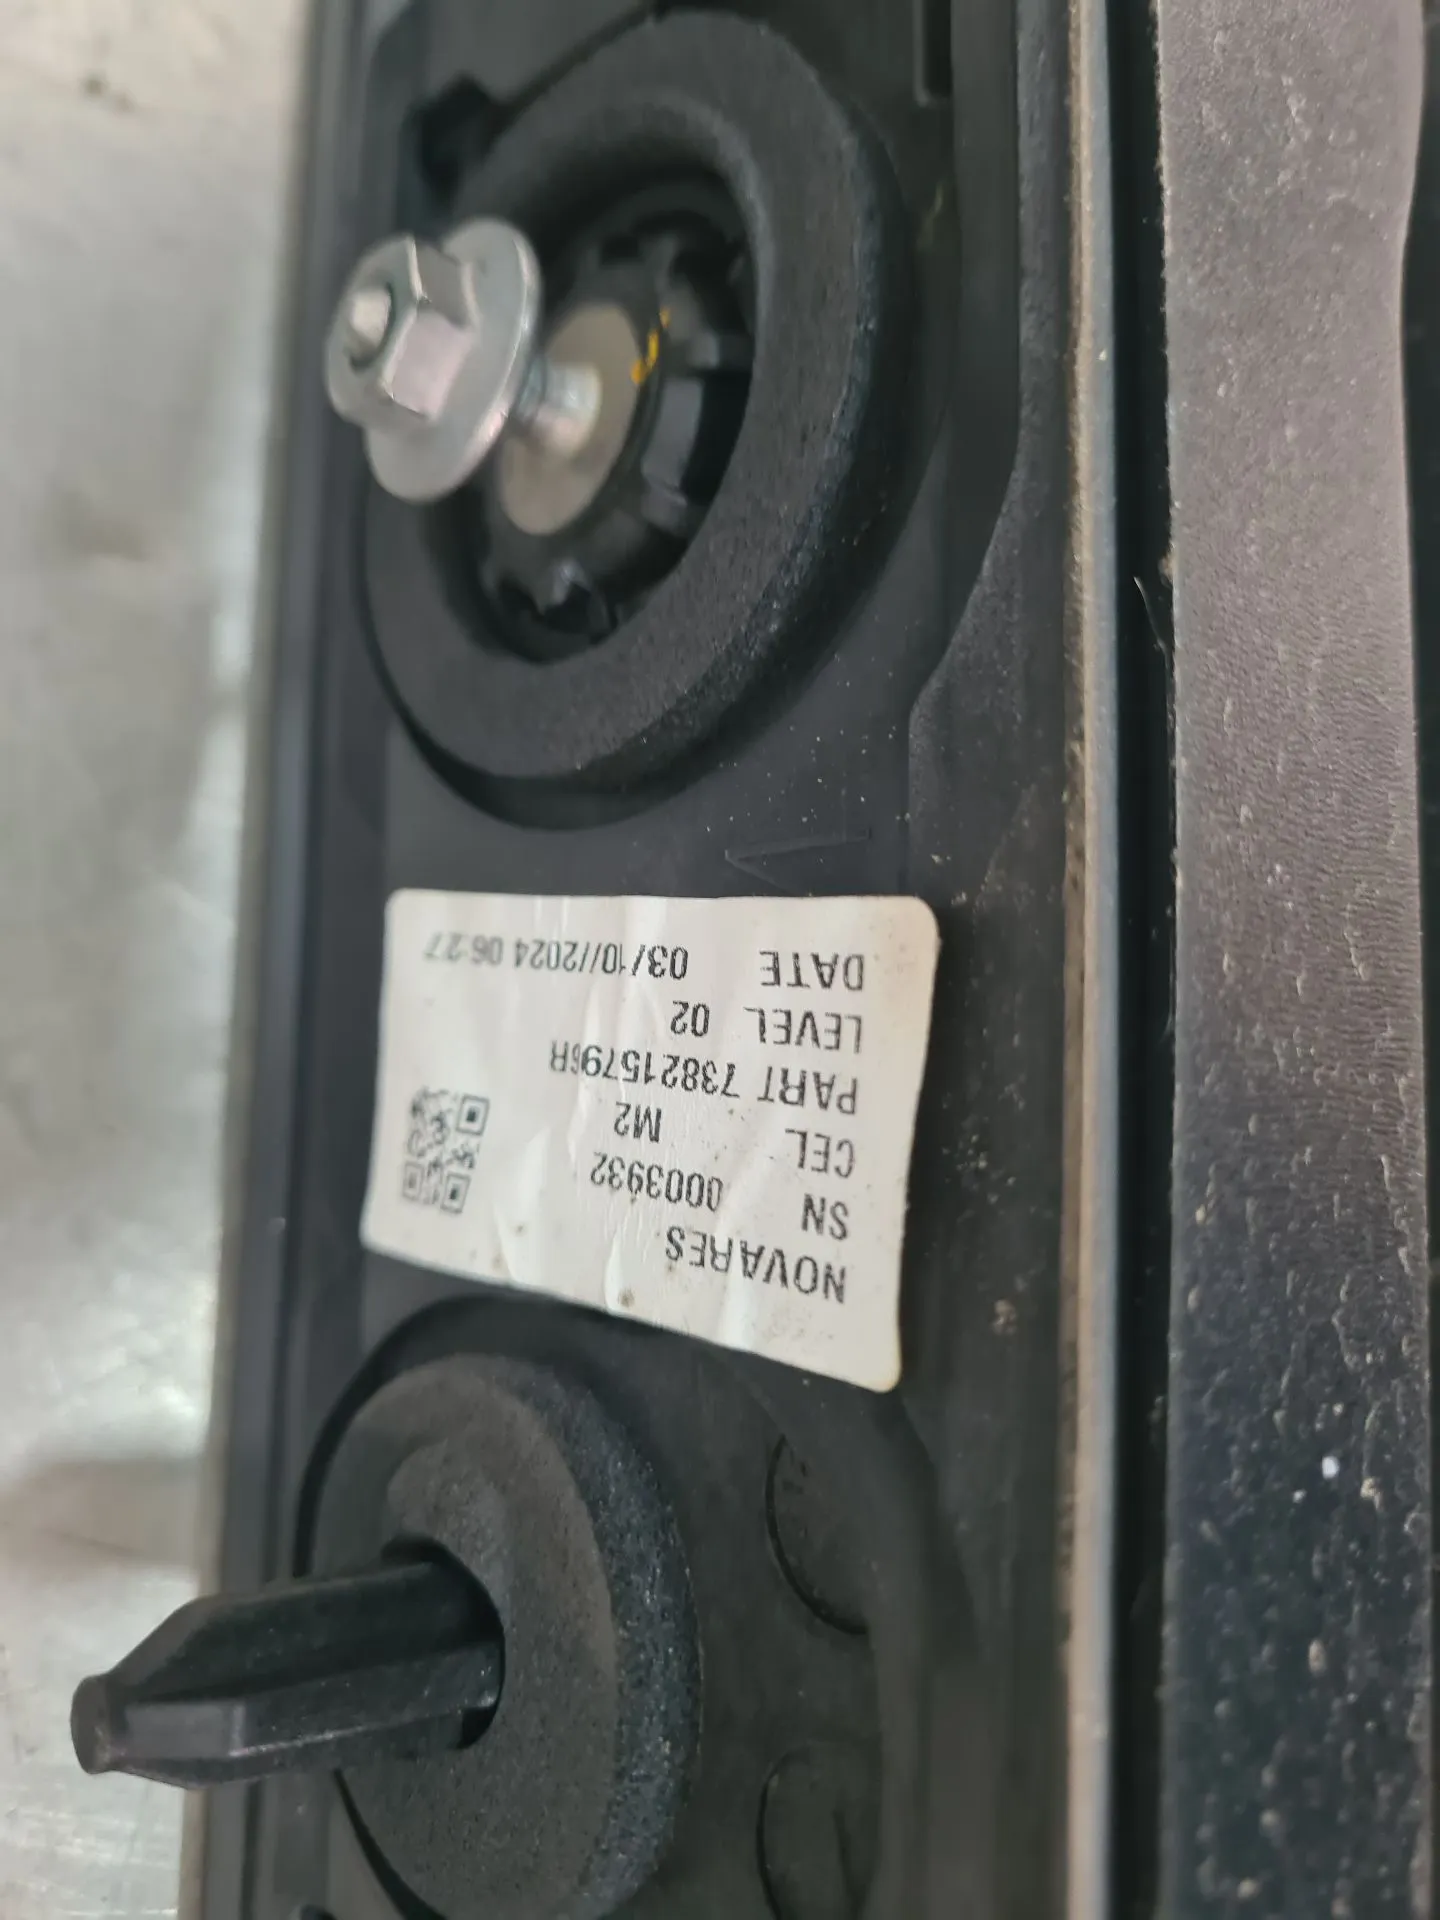 NOVARES
SN 0003932
CEL M2
PART 738215796R
LEVEL 02
DATE 03/10//2024 06:27